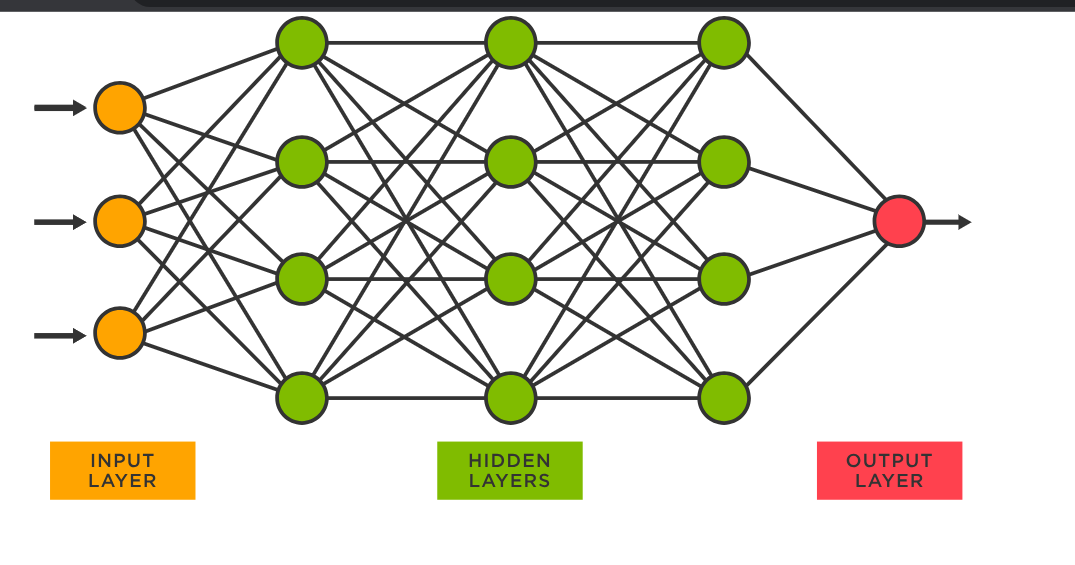 INPUT
LAYER
HIDDEN
LAYERS
OUTPUT
LAYER